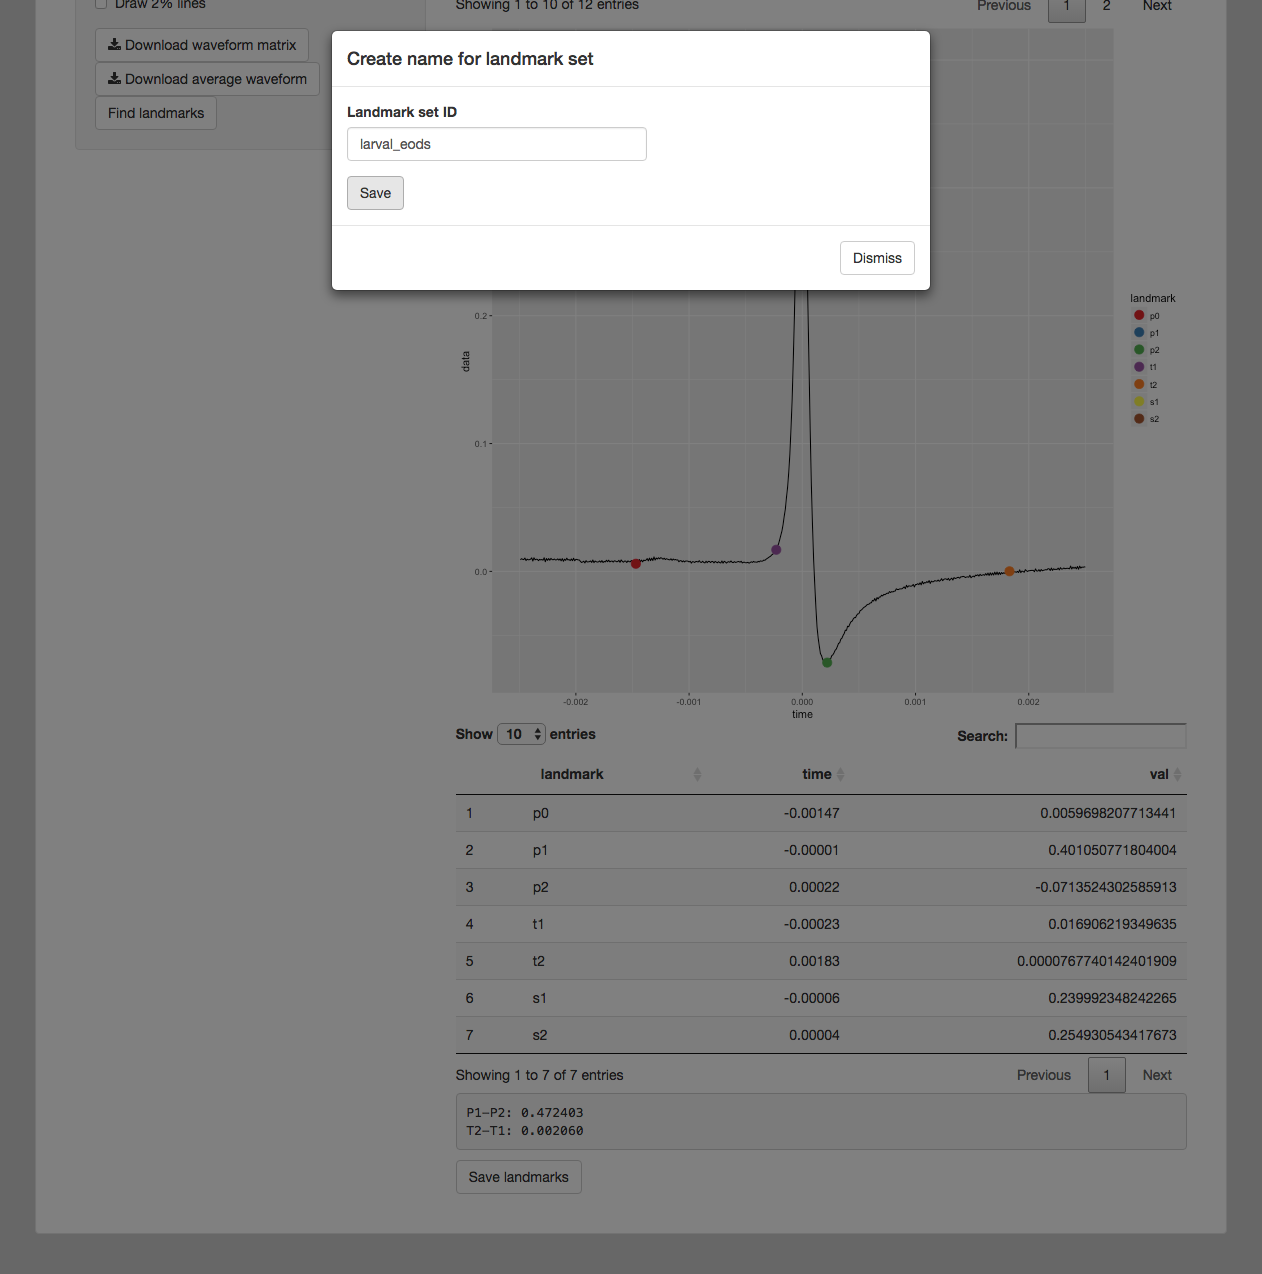 Draw 2% lines
Download waveform matrix
Download average waveform
Find landmarks
Showing 1 to 10 of 12 entries
Previous 1 2 Next
Create name for landmark set
Landmark set ID
larval_eods
Save
Dismiss
data
0.2
0.1
0.0
-0.002 -0.001 0.000 0.001 0.002
time
landmark
p0
p1
p2
t1
t2
s1
s2
Show 10 entries
Search:
landmark time val
1 p0 -0.00147 0.0059698207713441
2 p1 -0.00001 0.401050771804004
3 p2 0.00022 -0.0713524302585913
4 t1 -0.00023 0.016906219349635
5 t2 0.00183 0.0000767740142401909
6 s1 -0.00006 0.239992348242265
7 s2 0.00004 0.254930543417673
Showing 1 to 7 of 7 entries
Previous 1 Next
P1-P2: 0.472403
T2-T1: 0.002060
Save landmarks